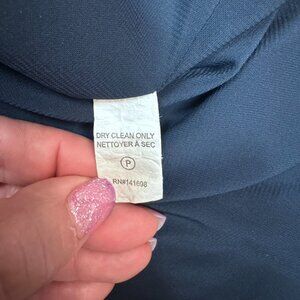 DRY CLEAN ONLY
NETTOYER À SEC
P
RN#141698